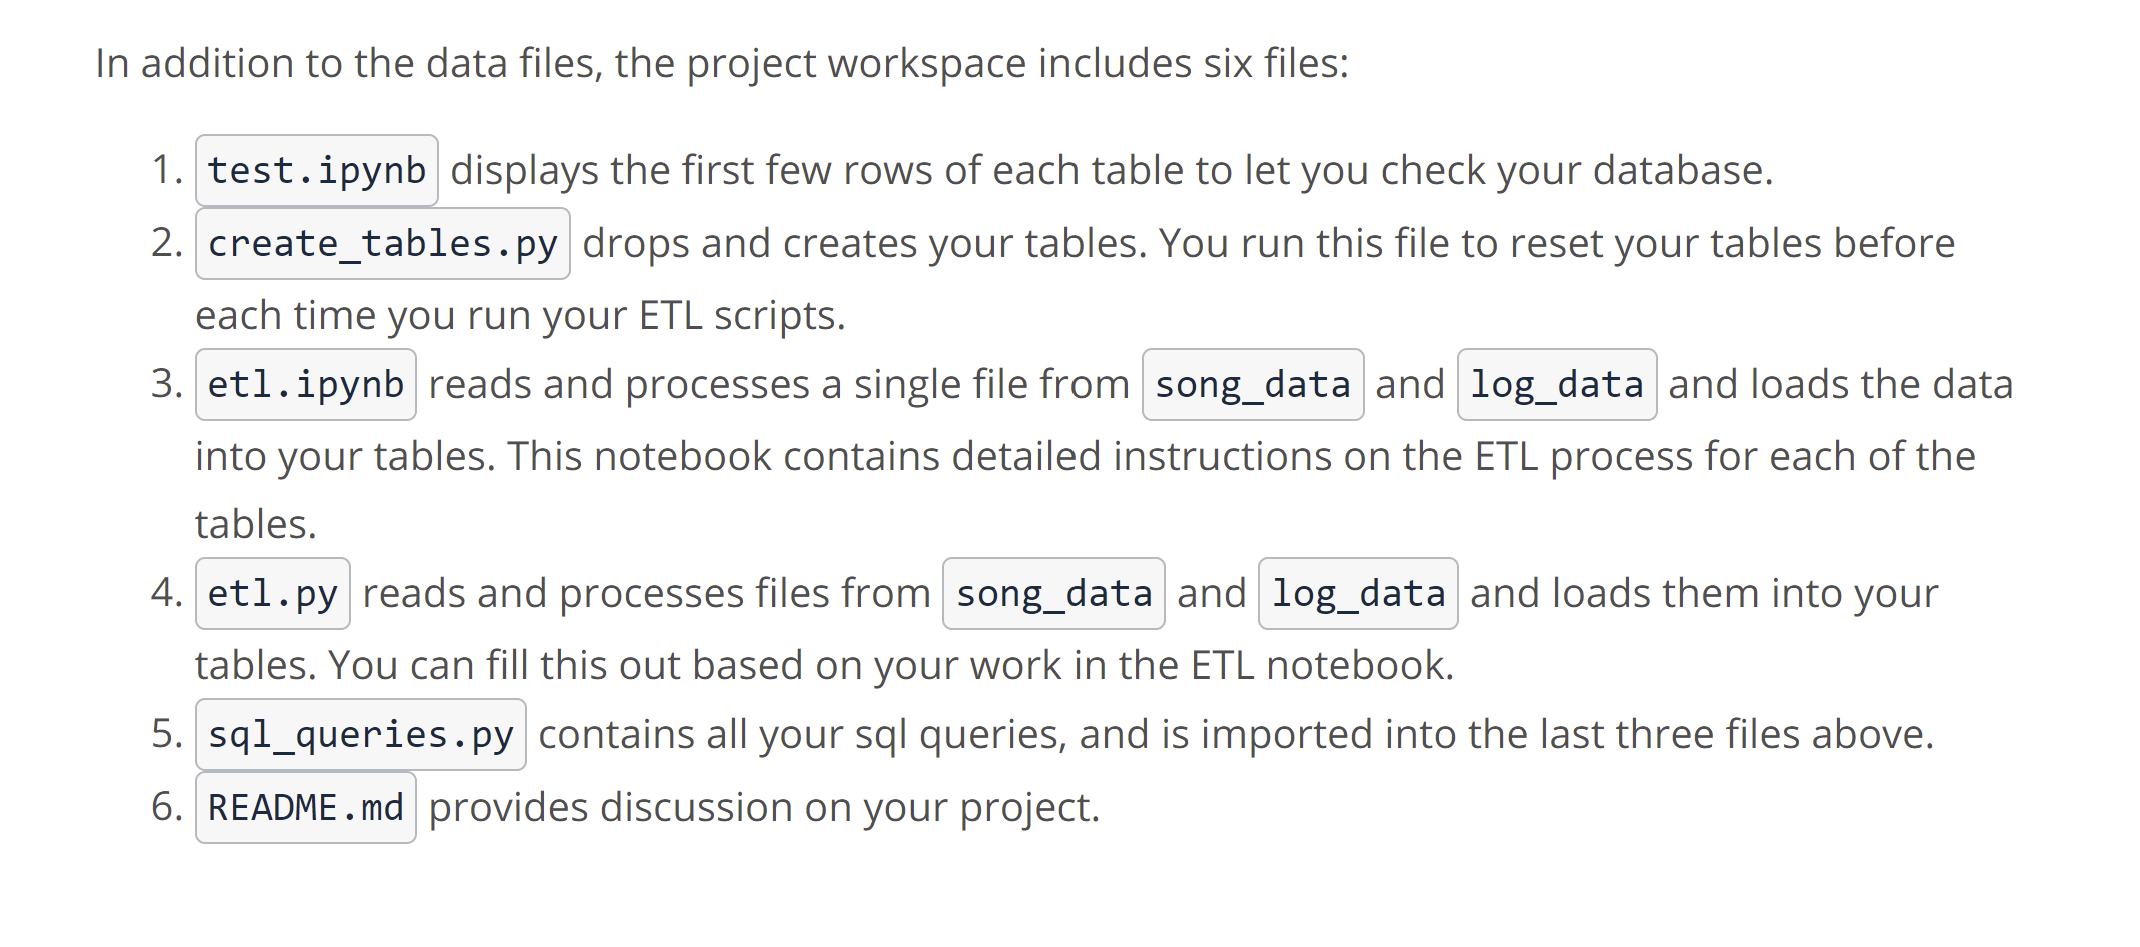 In addition to the data files, the project workspace includes six files:
1. test.ipynb displays the first few rows of each table to let you check your database.
2. create_tables.py drops and creates your tables. You run this file to reset your tables before
each time you run your ETL scripts.
3. etl.ipynb reads and processes a single file from song_data and log_data and loads the data
into your tables. This notebook contains detailed instructions on the ETL process for each of the
tables.
4. etl.py reads and processes files from song_data and log_data and loads them into your
tables. You can fill this out based on your work in the ETL notebook.
5. sql_queries.py contains all your sql queries, and is imported into the last three files above.
6. README.md provides discussion on your project.